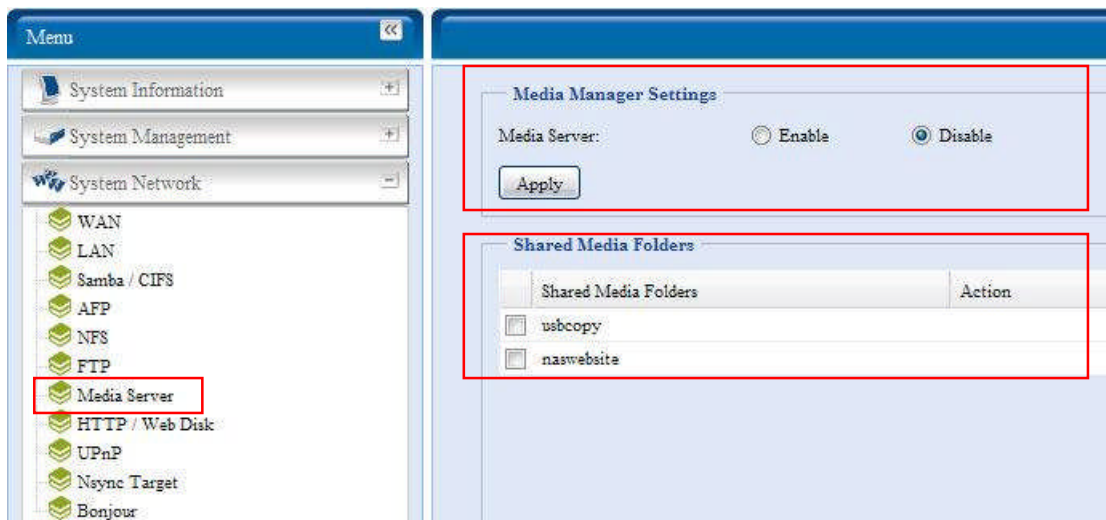 Menu
System Information
System Management
System Network
WAN
LAN
Samba / CIFS
AFP
NFS
FTP
Media Server
HTTP / Web Disk
UPnP
Nsync Target
Bonjour
Media Manager Settings
Media Server: Enable Disable
Apply
Shared Media Folders
Shared Media Folders Action
usbcopy
naswebsite